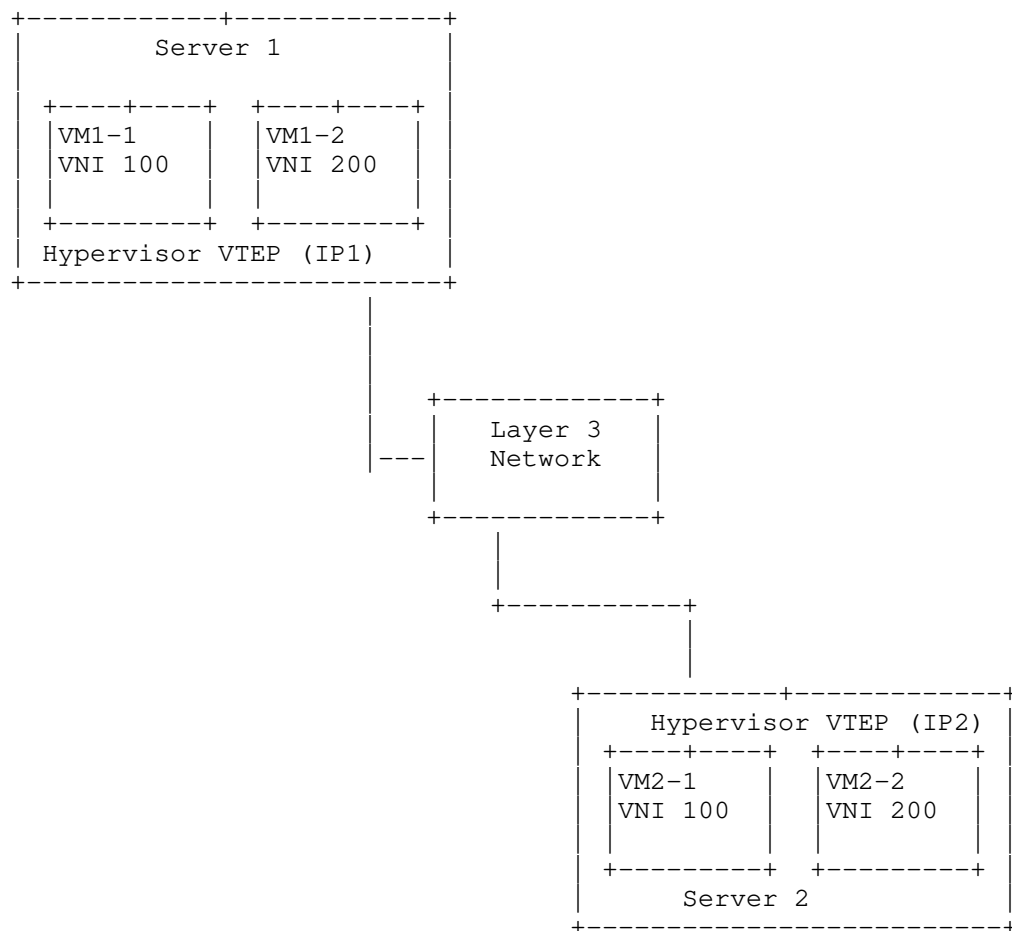 Server 1
VM1-1 VM1-2
VNI 100 VNI 200
Hypervisor VTEP (IP1)
Layer 3
Network
Hypervisor VTEP (IP2)
VM2-1 VM2-2
VNI 100 VNI 200
Server 2